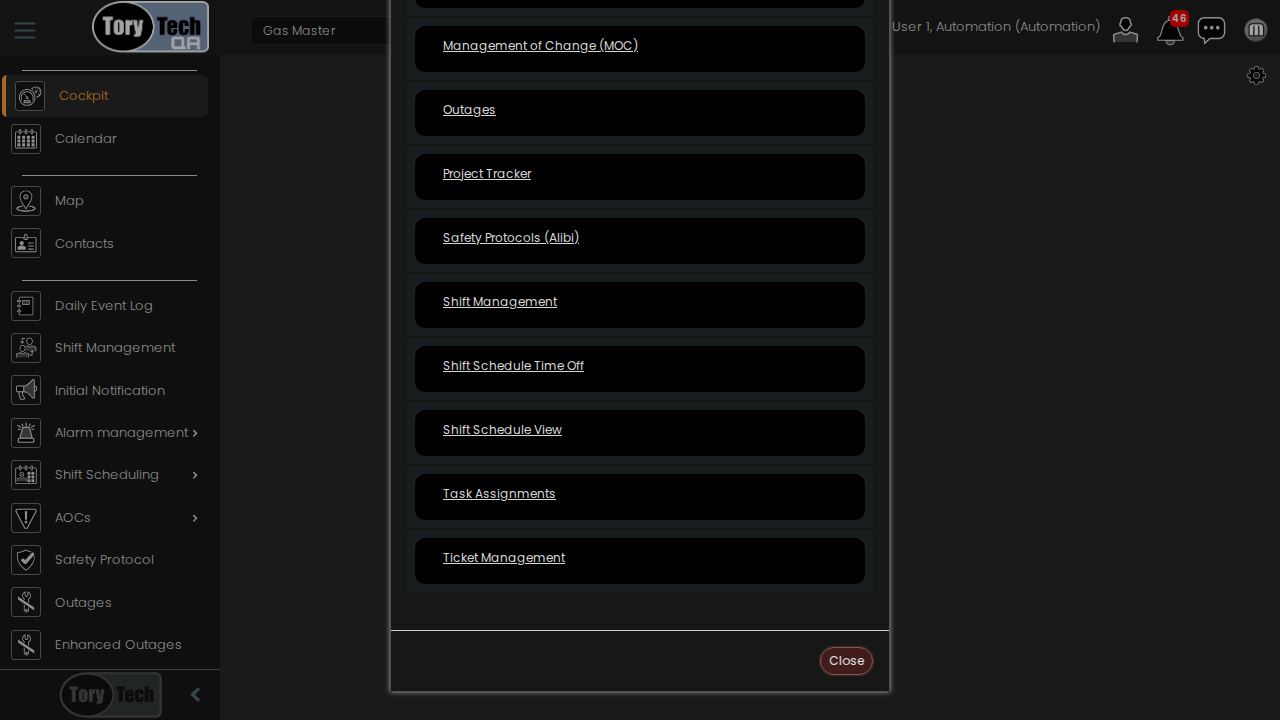 Tory Tech
QA
Gas Master
User 1, Automation (Automation)
46
Cockpit
Calendar
Map
Contacts
Daily Event Log
Shift Management
Initial Notification
Alarm management
Shift Scheduling
AOCs
Safety Protocol
Outages
Enhanced Outages
Tory Tech
Management of Change (MOC)
Outages
Project Tracker
Safety Protocols (Alibi)
Shift Management
Shift Schedule Time Off
Shift Schedule View
Task Assignments
Ticket Management
Close